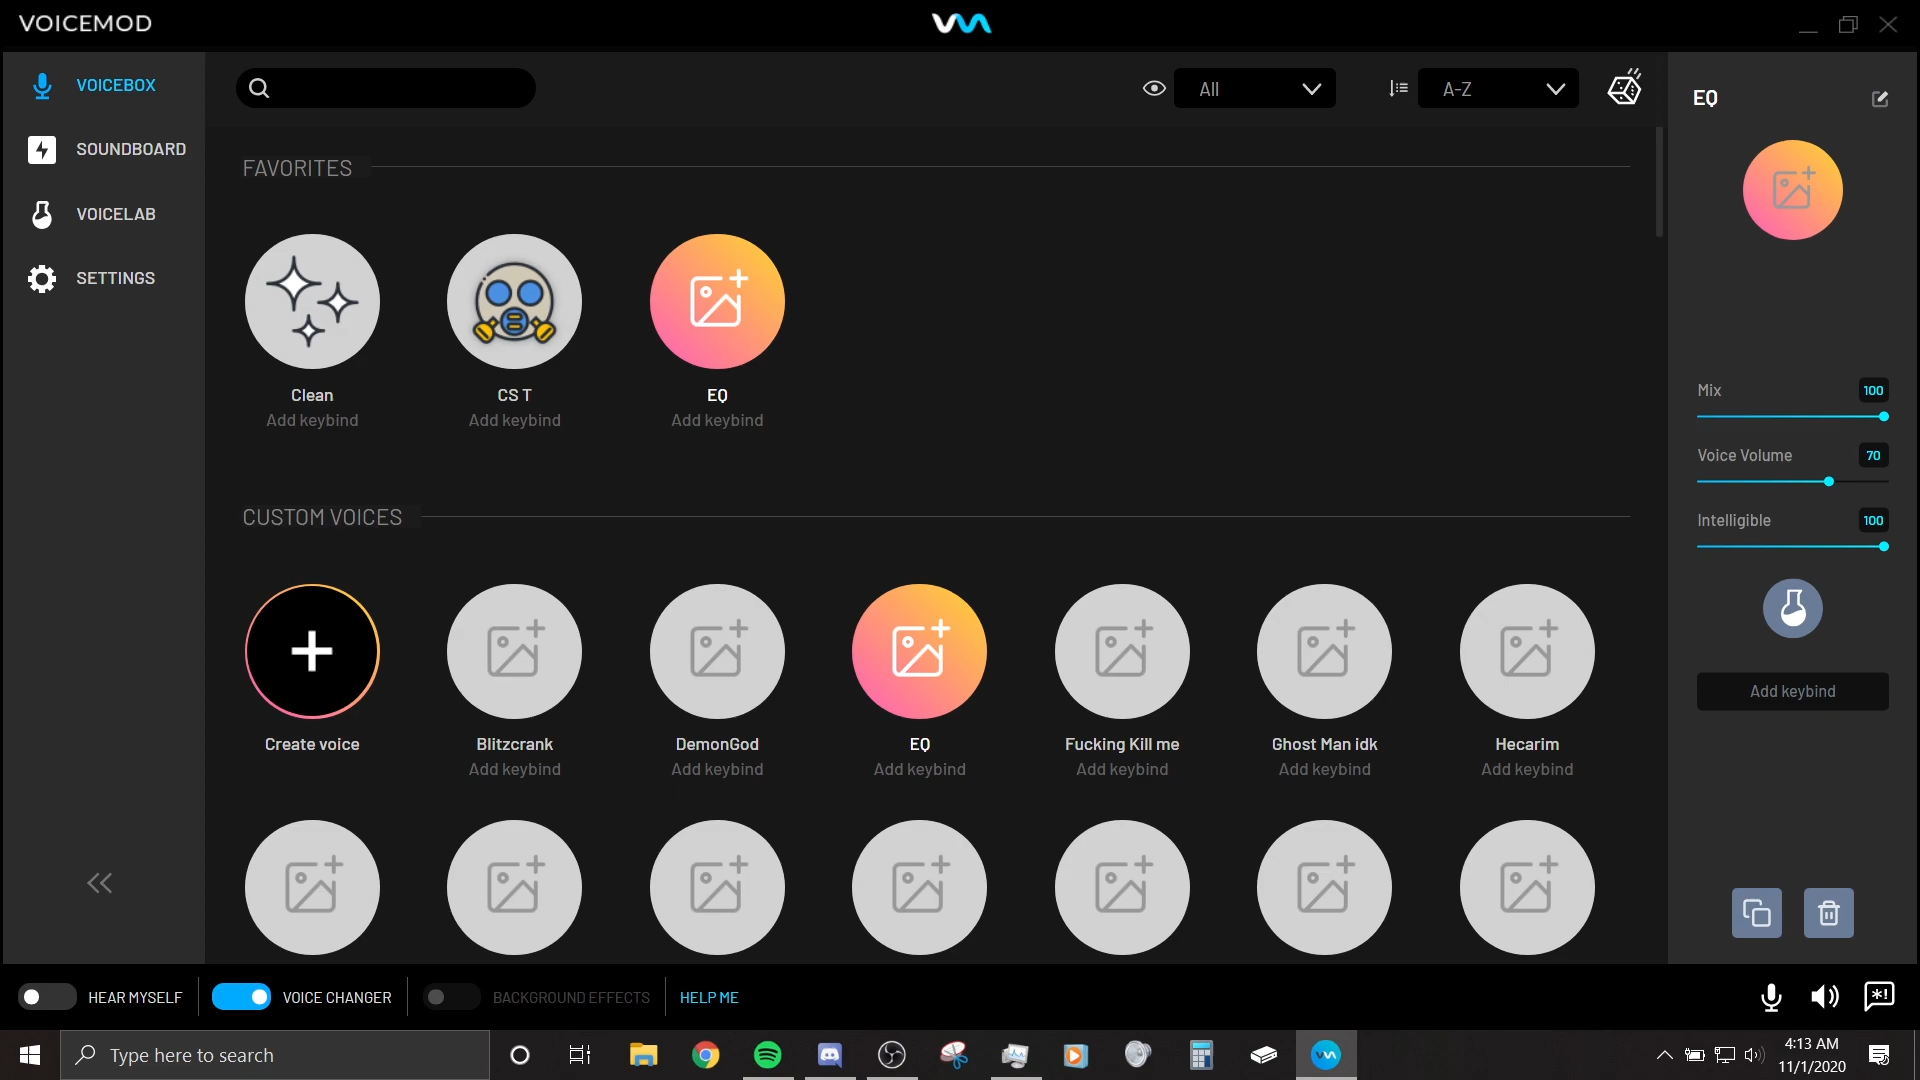 VOICEMOD
VOICEBOX
SOUNDBOARD
VOICELAB
SETTINGS
All
A-Z
FAVORITES
Clean
Add keybind
CS T
Add keybind
EQ
Add keybind
CUSTOM VOICES
Create voice
Blitzcrank
Add keybind
DemonGod
Add keybind
EQ
Add keybind
Fucking Kill me
Add keybind
Ghost Man idk
Add keybind
Hecarim
Add keybind
EQ
Mix
100
Voice Volume
70
Intelligible
100
Add keybind
HEAR MYSELF
VOICE CHANGER
BACKGROUND EFFECTS
HELP ME
Type here to search
4:13 AM
11/1/2020